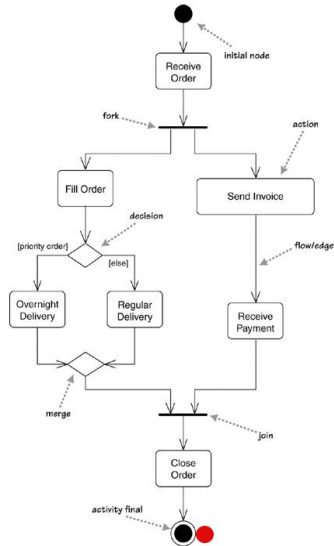 initial node
Receive
Order
fork
action
Fill Order
Send Invoice
decision
[priority order]
[else]
flow/edge
Overnight
Delivery
Regular
Delivery
Receive
Payment
merge
join
Close
Order
activity final